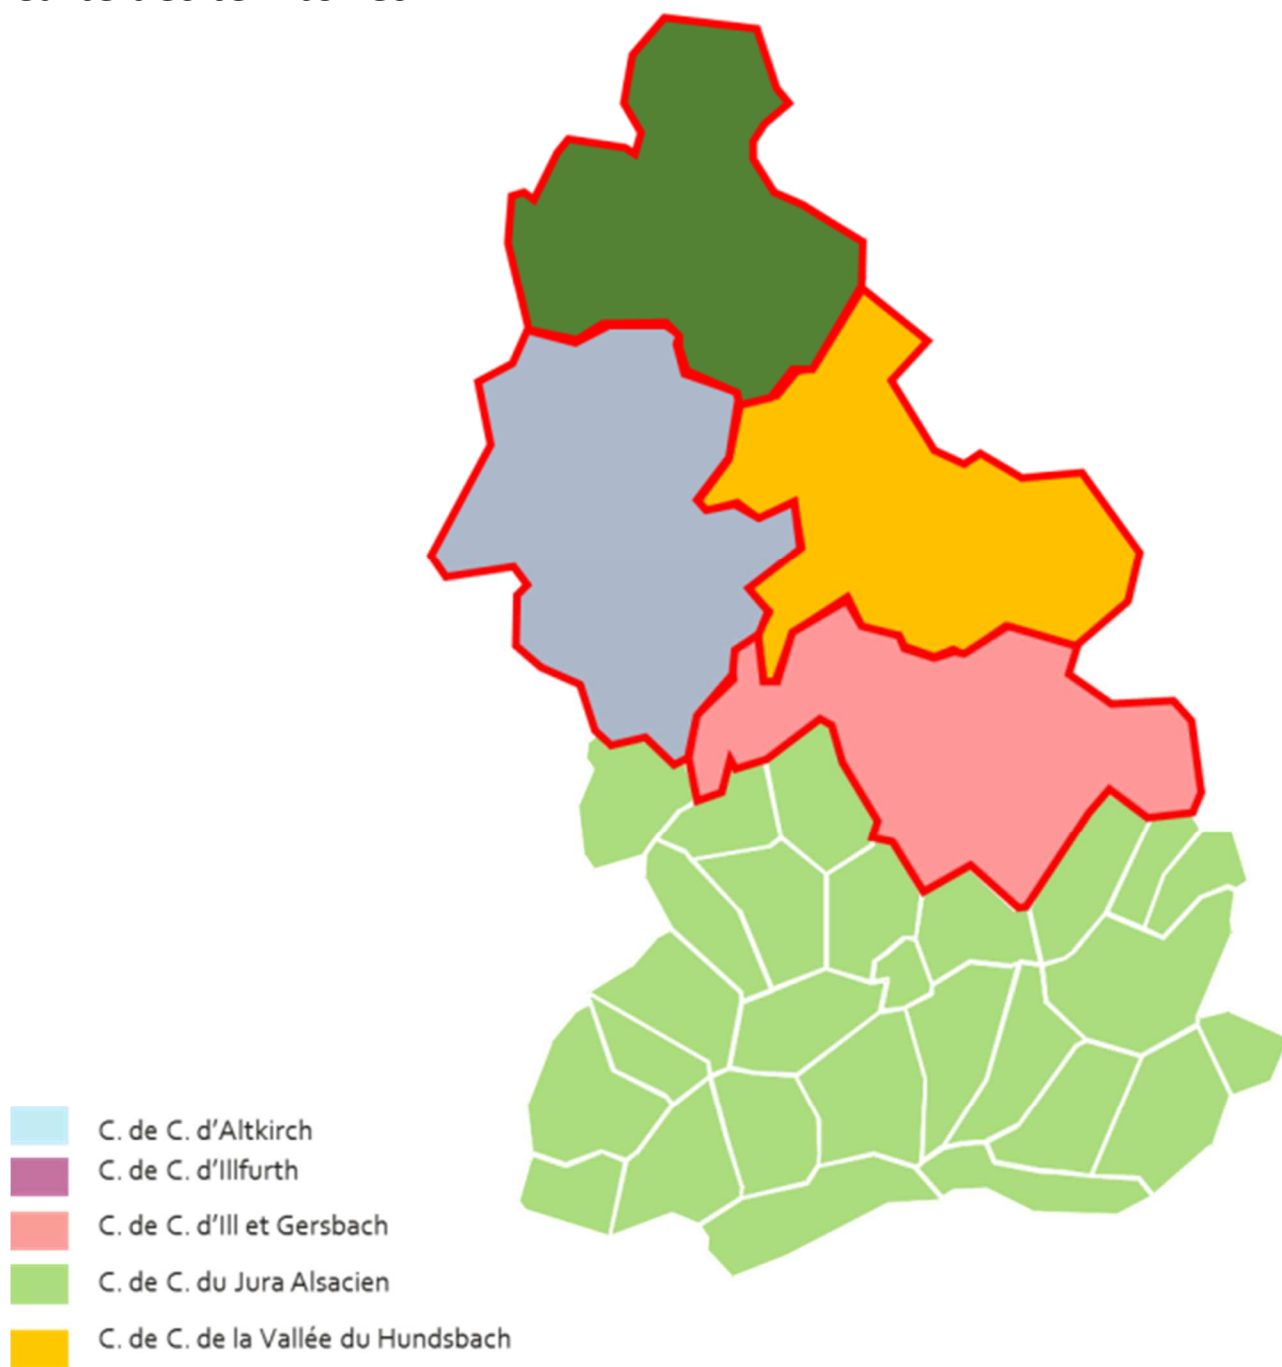 C. de C. d’Altkirch
C. de C. d’Illfurth
C. de C. d’Ill et Gersbach
C. de C. du Jura Alsacien
C. de C. de la Vallée du Hundsbach